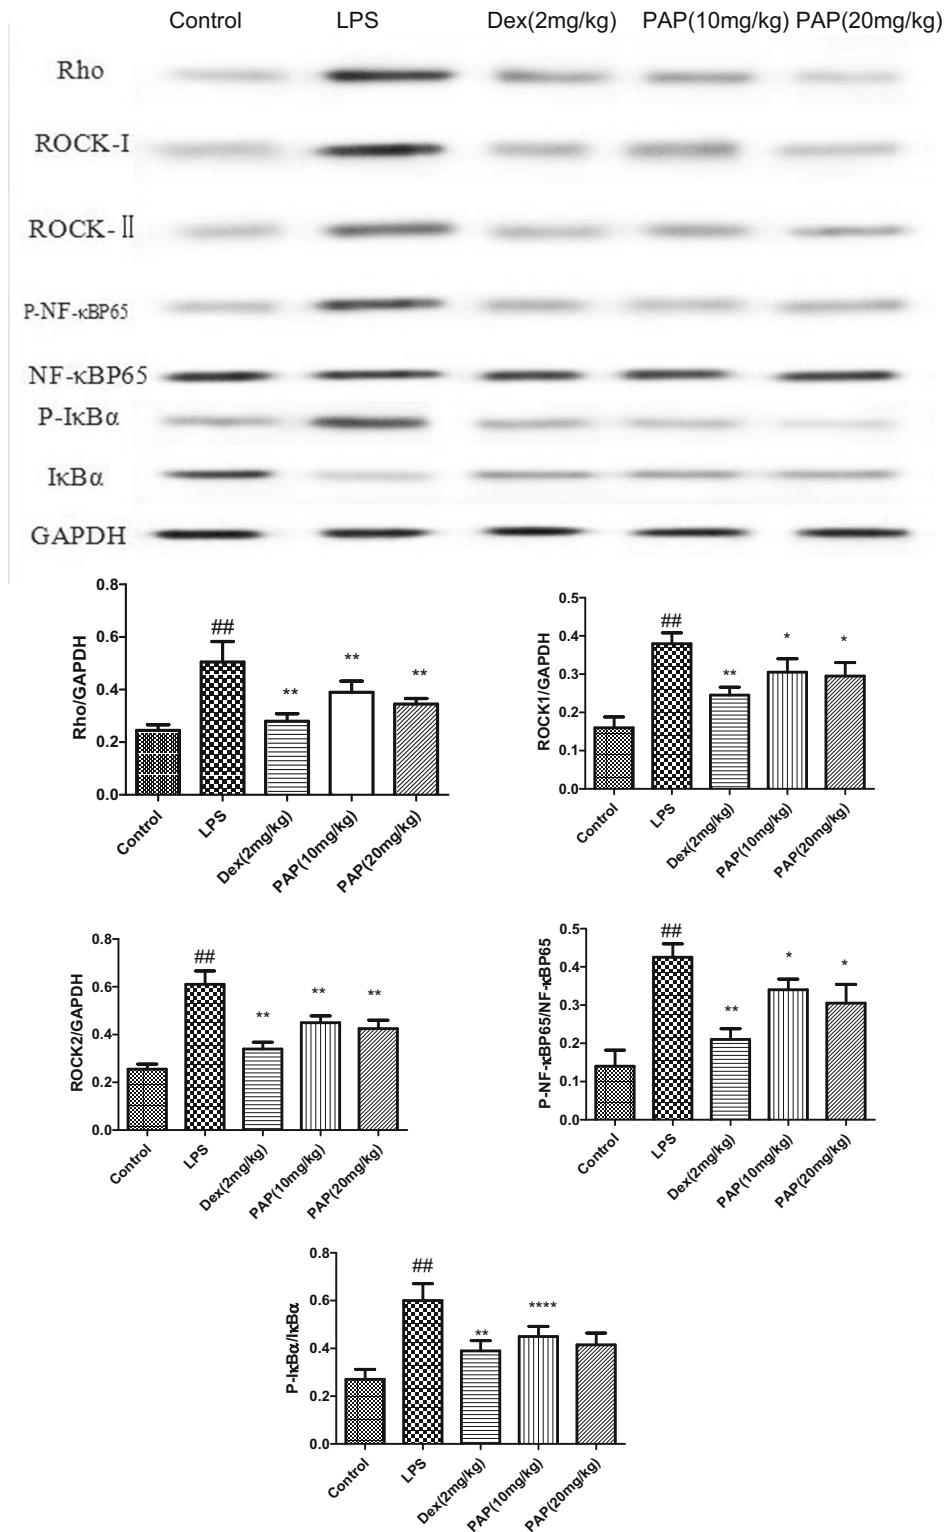 Control LPS Dex(2mg/kg) PAP(10mg/kg) PAP(20mg/kg)
Rho
ROCK-I
ROCK-Ⅱ
P-NF-κBP65
NF-κBP65
P-IκBα
IκBα
GAPDH
Rho/GAPDH
0.8
0.6
0.4
0.2
0.0
##
**
**
**
Control LPS Dex(2mg/kg) PAP(10mg/kg) PAP(20mg/kg)
ROCK1/GAPDH
0.5
0.4
0.3
0.2
0.1
0.0
##
**
*
*
Control LPS Dex(2mg/kg) PAP(10mg/kg) PAP(20mg/kg)
ROCK2/GAPDH
0.8
0.6
0.4
0.2
0.0
##
**
**
**
Control LPS Dex(2mg/kg) PAP(10mg/kg) PAP(20mg/kg)
P-NF-κBP65/NF-κBP65
0.5
0.4
0.3
0.2
0.1
0.0
##
**
*
*
Control LPS Dex(2mg/kg) PAP(10mg/kg) PAP(20mg/kg)
P-IκBα/IκBα
0.8
0.6
0.4
0.2
0.0
##
**
****
Control LPS Dex(2mg/kg) PAP(10mg/kg) PAP(20mg/kg)